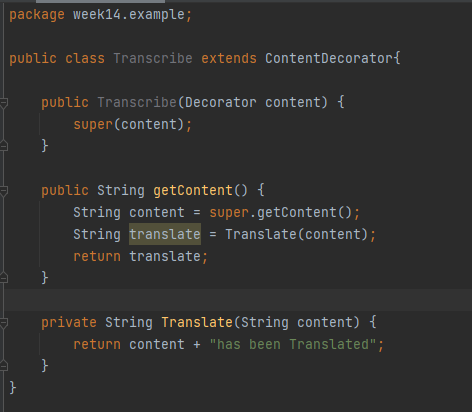 package week14.example;
public class Transcribe extends ContentDecorator{
public Transcribe(Decorator content) {
super(content);
}
public String getContent() {
String content = super.getContent();
String translate = Translate(content);
return translate;
}
private String Translate(String content) {
return content + "has been Translated";
}
}